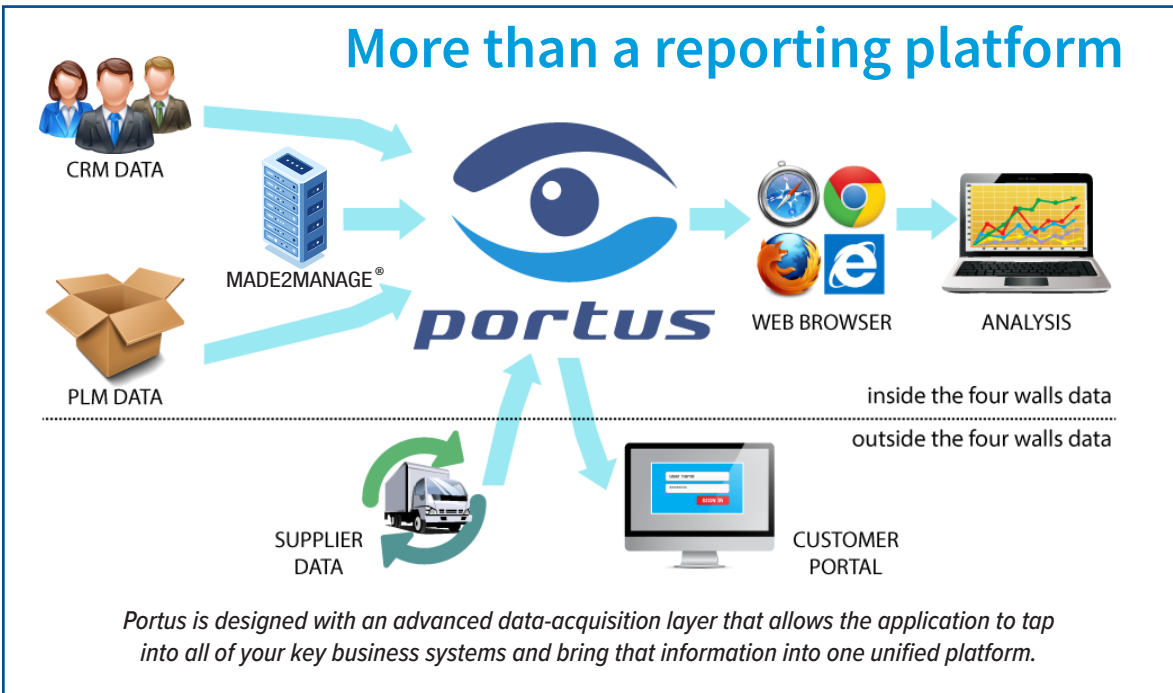 More than a reporting platform
CRM DATA
MADE2MANAGE®
PLM DATA
portus
WEB BROWSER
ANALYSIS
inside the four walls data
outside the four walls data
SUPPLIER
DATA
user name
SIGN IN
CUSTOMER
PORTAL
Portus is designed with an advanced data-acquisition layer that allows the application to tap
into all of your key business systems and bring that information into one unified platform.